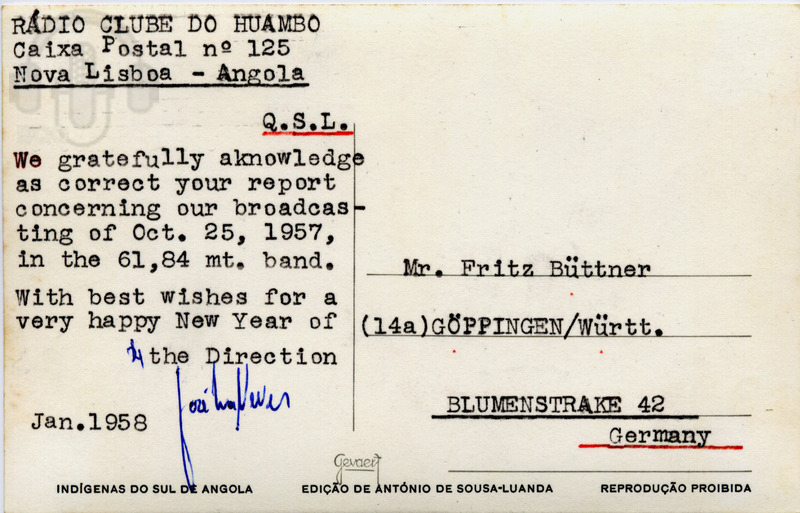 RÁDIO CLUBE DO HUAMBO
Caixa Postal nº 125
Nova Lisboa - Angola
Q.S.L.
We gratefully aknowledge
as correct your report
concerning our broadcas-
ting of Oct. 25, 1957,
in the 61,84 mt. band.
With best wishes for a
very happy New Year of
the Direction
Jan.1958
Mr. Fritz Büttner
(14a)GÖPPINGEN/Württ.
BLUMENSTRAKE 42
Germany
Gevaert
INDÍGENAS DO SUL DE ANGOLA
EDIÇÃO DE ANTÓNIO DE SOUSA-LUANDA
REPRODUÇÃO PROIBIDA